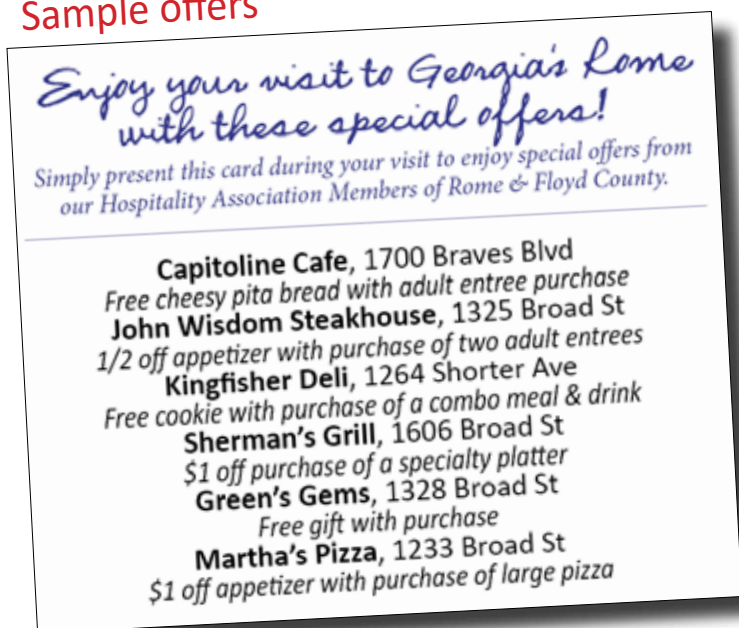 Sample offers
Enjoy your visit to Georgia's Rome
with these special offers!
Simply present this card during your visit to enjoy special offers from
our Hospitality Association Members of Rome & Floyd County.
Capitoline Cafe, 1700 Braves Blvd
Free cheesy pita bread with adult entree purchase
John Wisdom Steakhouse, 1325 Broad St
1/2 off appetizer with purchase of two adult entrees
Kingfisher Deli, 1264 Shorter Ave
Free cookie with purchase of a combo meal & drink
Sherman's Grill, 1606 Broad St
$1 off purchase of a specialty platter
Green's Gems, 1328 Broad St
Free gift with purchase
Martha's Pizza, 1233 Broad St
$1 off appetizer with purchase of large pizza